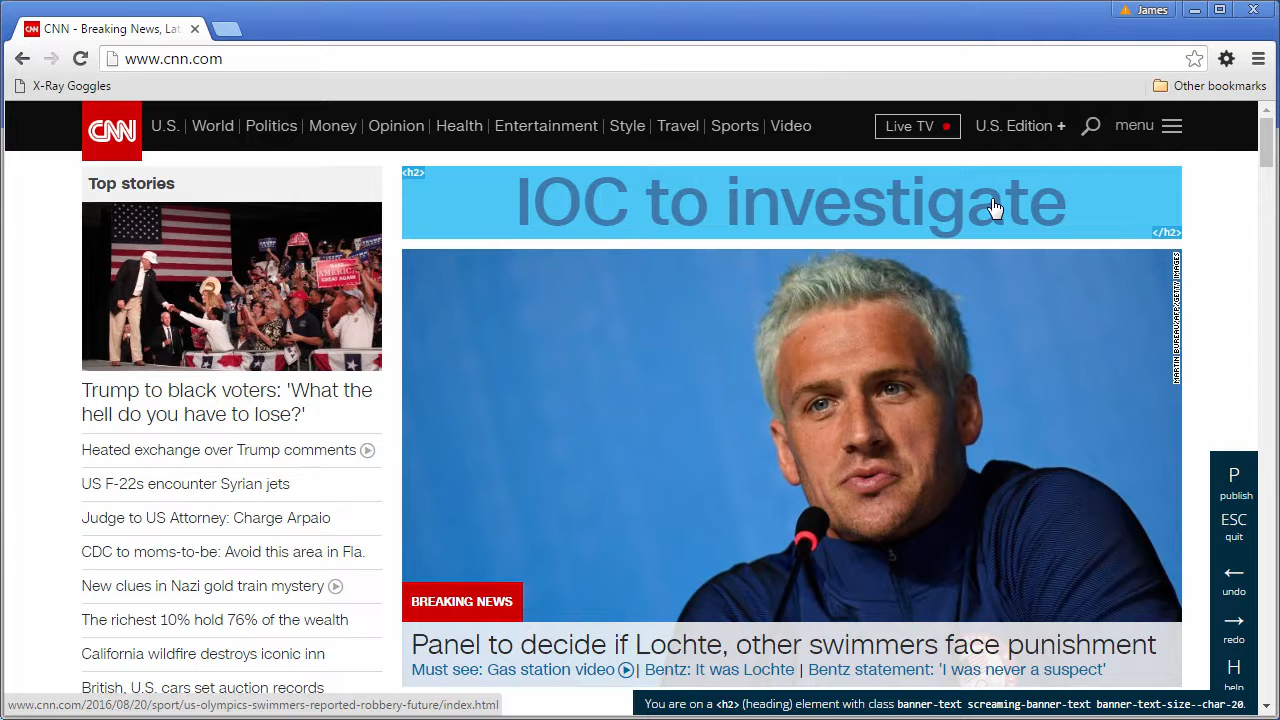 James
CNN - Breaking News, Lat
www.cnn.com
X-Ray Goggles
Other bookmarks
CNN
U.S. | World | Politics | Money | Opinion | Health | Entertainment | Style | Travel | Sports | Video
Live TV
U.S. Edition +
menu
Top stories
Trump to black voters: 'What the
hell do you have to lose?'
Heated exchange over Trump comments
US F-22s encounter Syrian jets
Judge to US Attorney: Charge Arpaio
CDC to moms-to-be: Avoid this area in Fla.
New clues in Nazi gold train mystery
The richest 10% hold 76% of the wealth
California wildfire destroys iconic inn
British, U.S. cars set auction records
<h2>
IOC to investigate
</h2>
MARTIN BUREAU/AFP/GETTY IMAGES
AMERICA
GREAT AGAIN
BREAKING NEWS
Panel to decide if Lochte, other swimmers face punishment
Must see: Gas station video | Bentz: It was Lochte | Bentz statement: 'I was never a suspect'
P
publish
ESC
quit
←
undo
→
redo
H
help
www.cnn.com/2016/08/20/sport/us-olympics-swimmers-reported-robbery-future/index.html
You are on a <h2> (heading) element with class banner-text screaming-banner-text banner-text-size--char-20.